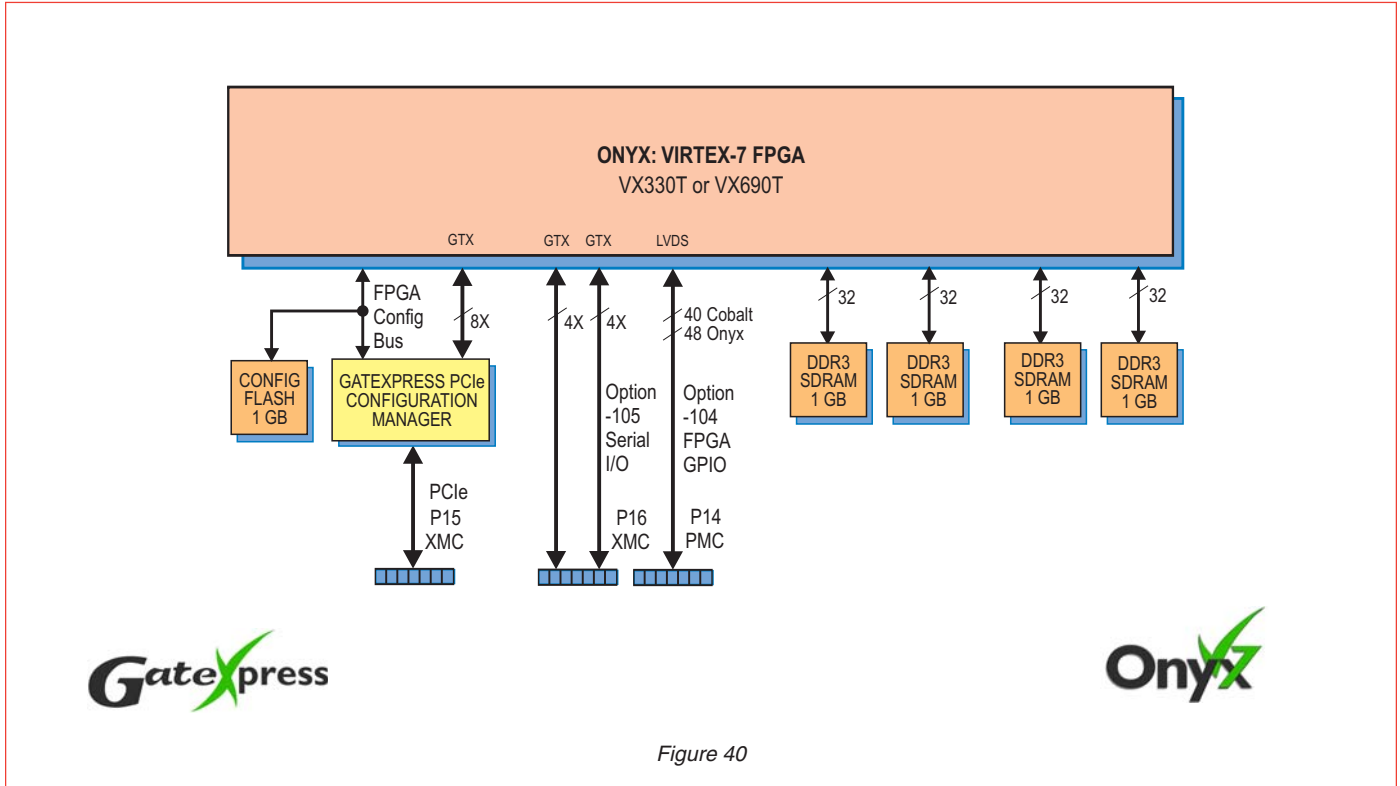 ONYX: VIRTEX-7 FPGA
VX330T or VX690T
GTX
GTX
GTX
LVDS
FPGA
Config
Bus
8X
4X
4X
40 Cobalt
48 Onyx
32
32
32
32
CONFIG
FLASH
1 GB
GATEXPRESS PCIe
CONFIGURATION
MANAGER
DDR3
SDRAM
1 GB
DDR3
SDRAM
1 GB
DDR3
SDRAM
1 GB
DDR3
SDRAM
1 GB
Option
-105
Serial
I/O
Option
-104
FPGA
GPIO
PCIe
P15
XMC
P16
XMC
P14
PMC
GateXpress
Onyx7
Figure 40